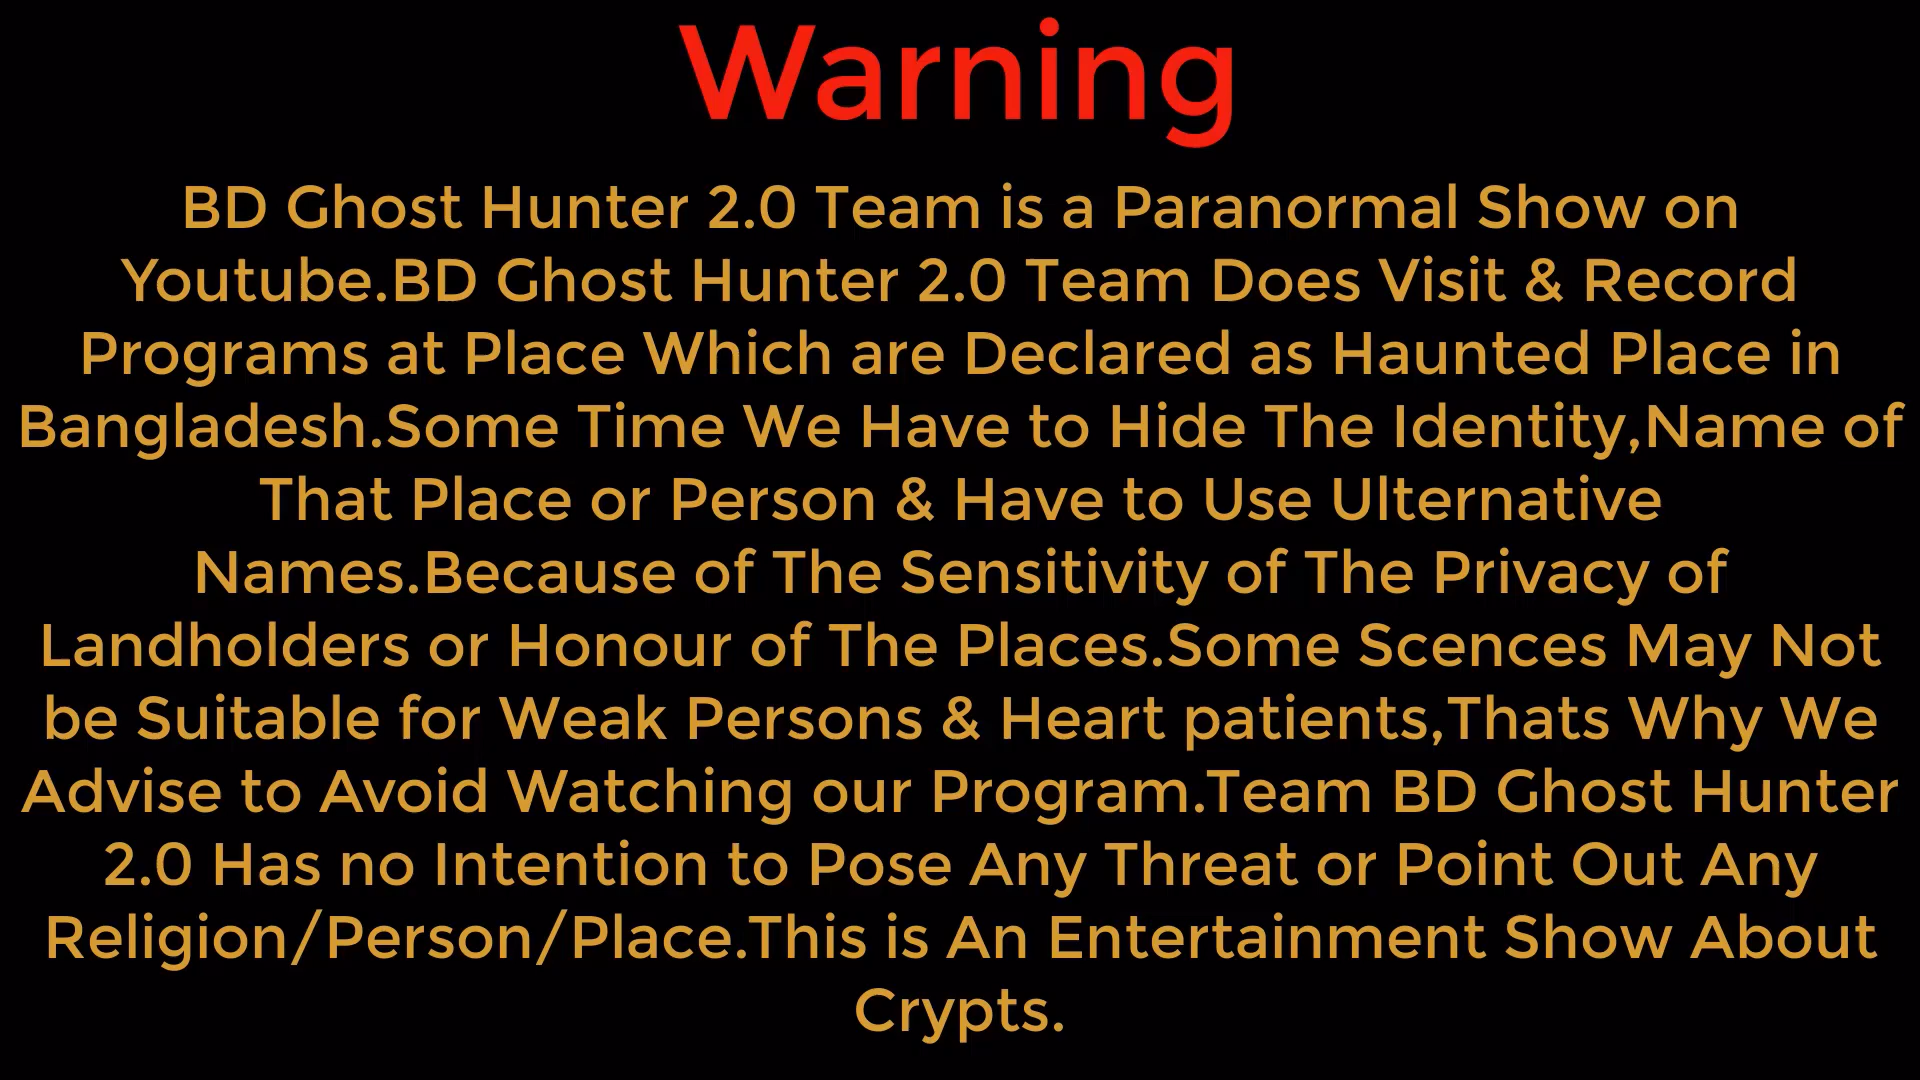 Warning
BD Ghost Hunter 2.0 Team is a Paranormal Show on
Youtube.BD Ghost Hunter 2.0 Team Does Visit & Record
Programs at Place Which are Declared as Haunted Place in
Bangladesh.Some Time We Have to Hide The Identity,Name of
That Place or Person & Have to Use Ulternative
Names.Because of The Sensitivity of The Privacy of
Landholders or Honour of The Places.Some Scences May Not
be Suitable for Weak Persons & Heart patients,Thats Why We
Advise to Avoid Watching our Program.Team BD Ghost Hunter
2.0 Has no Intention to Pose Any Threat or Point Out Any
Religion/Person/Place.This is An Entertainment Show About
Crypts.